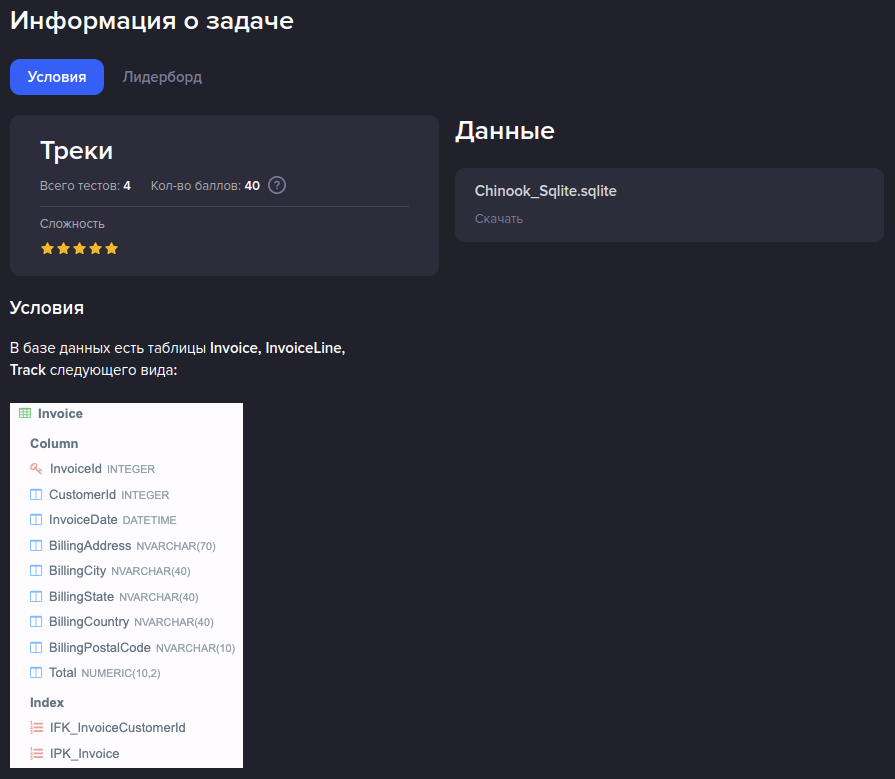 Информация о задаче
Условия
Лидерборд
Треки
Всего тестов: 4 Кол-во баллов: 40 ?
Сложность
Данные
Chinook_Sqlite.sqlite
Скачать
Условия
В базе данных есть таблицы Invoice, InvoiceLine,
Track следующего вида:
Invoice
Column
InvoiceId INTEGER
CustomerId INTEGER
InvoiceDate DATETIME
BillingAddress NVARCHAR(70)
BillingCity NVARCHAR(40)
BillingState NVARCHAR(40)
BillingCountry NVARCHAR(40)
BillingPostalCode NVARCHAR(10)
Total NUMERIC(10,2)
Index
IFK_InvoiceCustomerId
IPK_Invoice